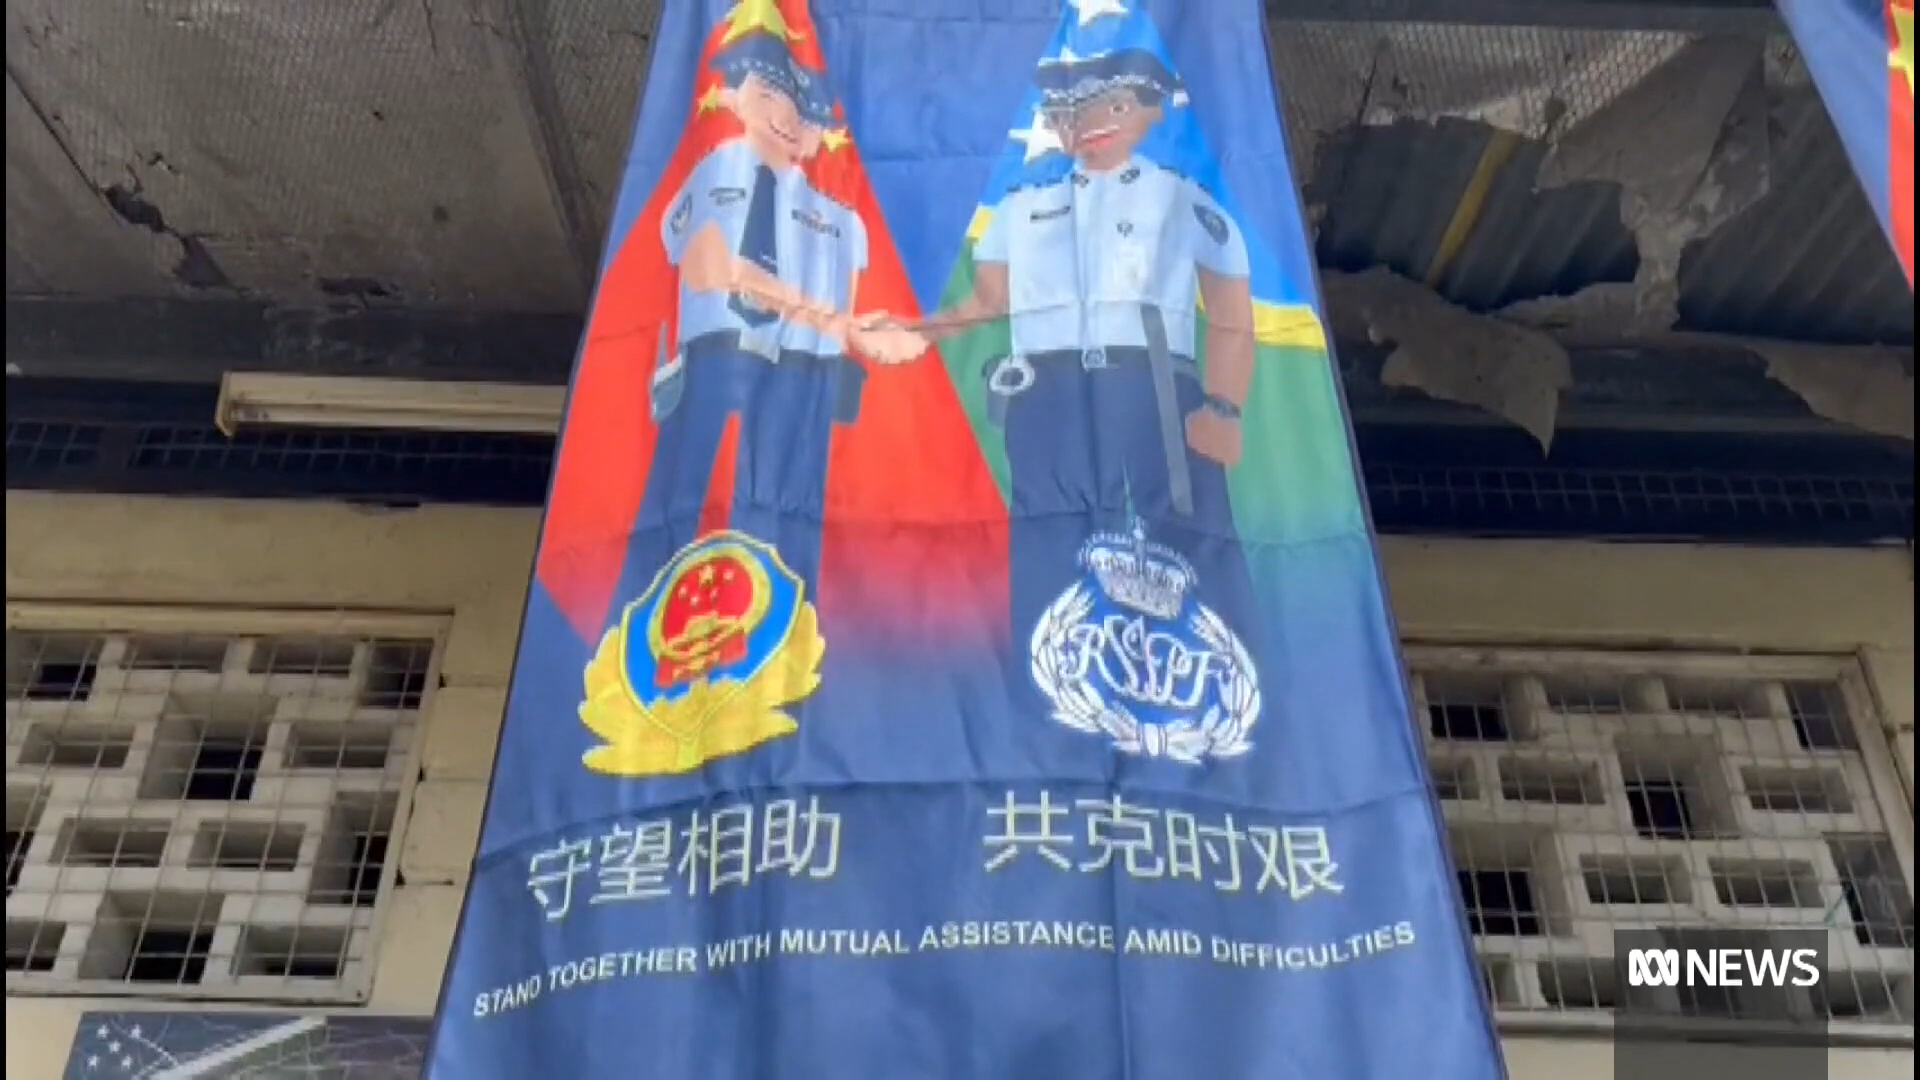 RSIPF
守望相助 共克时艰
STAND TOGETHER WITH MUTUAL ASSISTANCE AMID DIFFICULTIES
NEWS